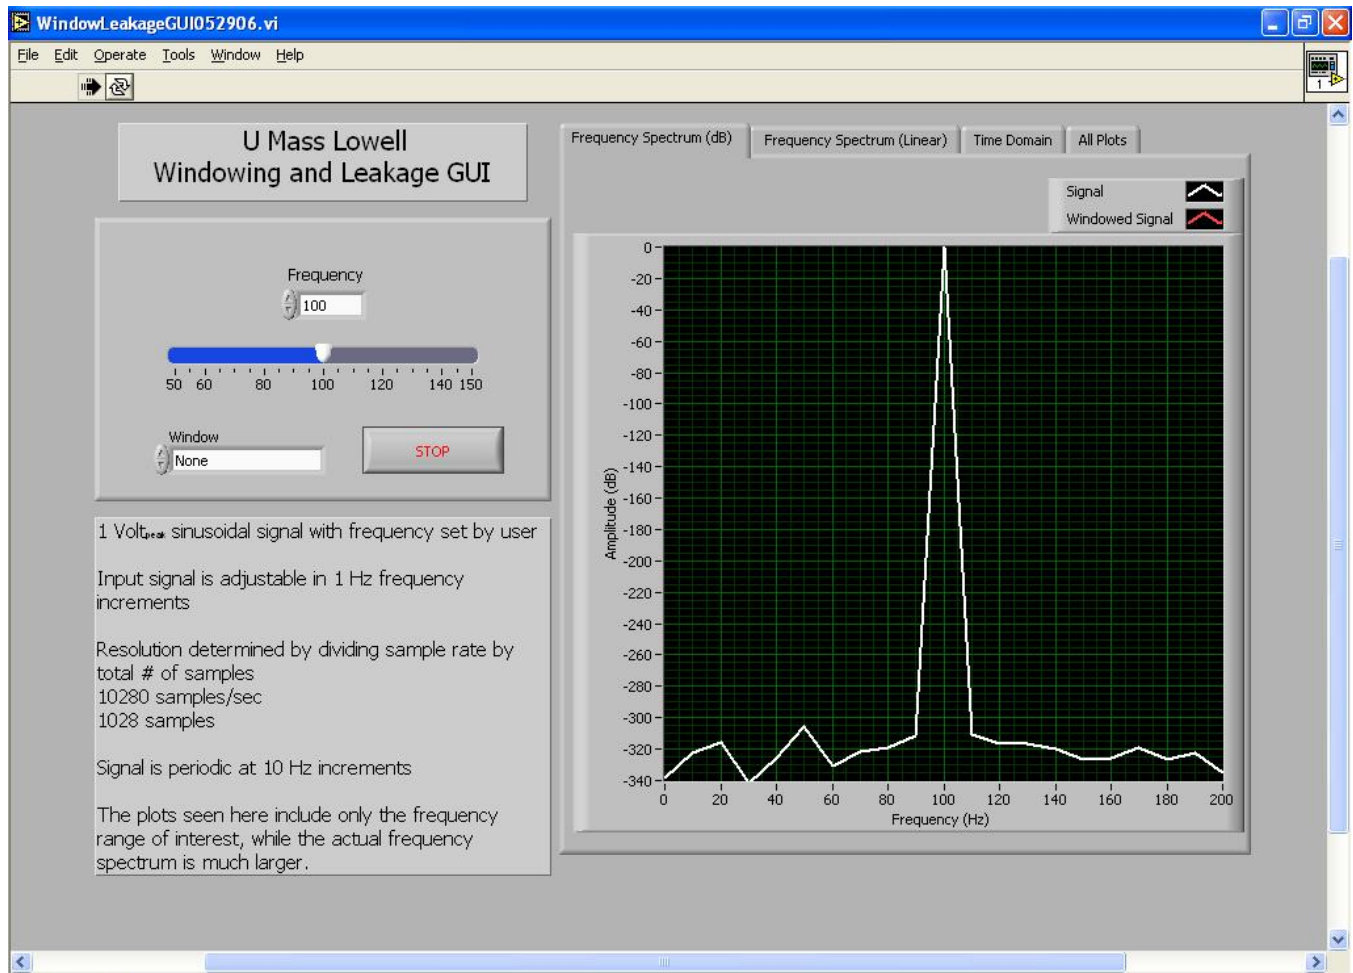 WindowLeakageGUI052906.vi
File Edit Operate Tools Window Help
1
U Mass Lowell
Windowing and Leakage GUI
Frequency
100
50 60 80 100 120 140 150
Window
None
STOP
1 Voltpeak sinusoidal signal with frequency set by user
Input signal is adjustable in 1 Hz frequency
increments
Resolution determined by dividing sample rate by
total # of samples
10280 samples/sec
1028 samples
Signal is periodic at 10 Hz increments
The plots seen here include only the frequency
range of interest, while the actual frequency
spectrum is much larger.
Frequency Spectrum (dB) Frequency Spectrum (Linear) Time Domain All Plots
Signal
Windowed Signal
Amplitude (dB)
0
-20
-40
-60
-80
-100
-120
-140
-160
-180
-200
-220
-240
-260
-280
-300
-320
-340
0 20 40 60 80 100 120 140 160 180 200
Frequency (Hz)